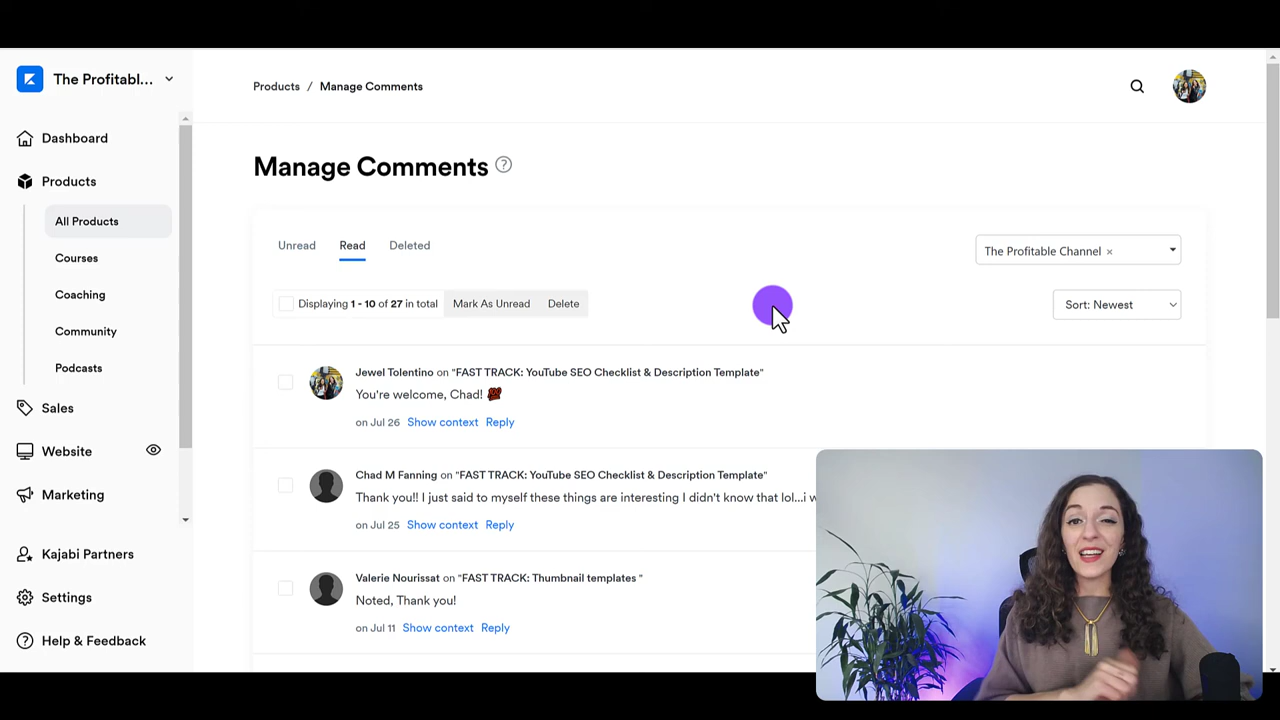 The Profitabl...
Products / Manage Comments
Dashboard
Products
All Products
Courses
Coaching
Community
Podcasts
Sales
Website
Marketing
Kajabi Partners
Settings
Help & Feedback
Manage Comments ?
Unread Read Deleted
The Profitable Channel ×
Displaying 1 - 10 of 27 in total Mark As Unread Delete
Sort: Newest
Jewel Tolentino on "FAST TRACK: YouTube SEO Checklist & Description Template"
You're welcome, Chad! 💯
on Jul 26 Show context Reply
Chad M Fanning on "FAST TRACK: YouTube SEO Checklist & Description Template"
Thank you!! I just said to myself these things are interesting I didn't know that lol...i w
on Jul 25 Show context Reply
Valerie Nourissat on "FAST TRACK: Thumbnail templates "
Noted, Thank you!
on Jul 11 Show context Reply